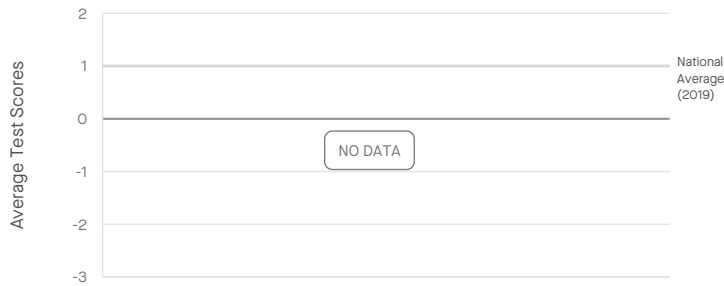 2
1
National
Average
(2019)
0
NO DATA
-1
-2
-3
Average Test Scores